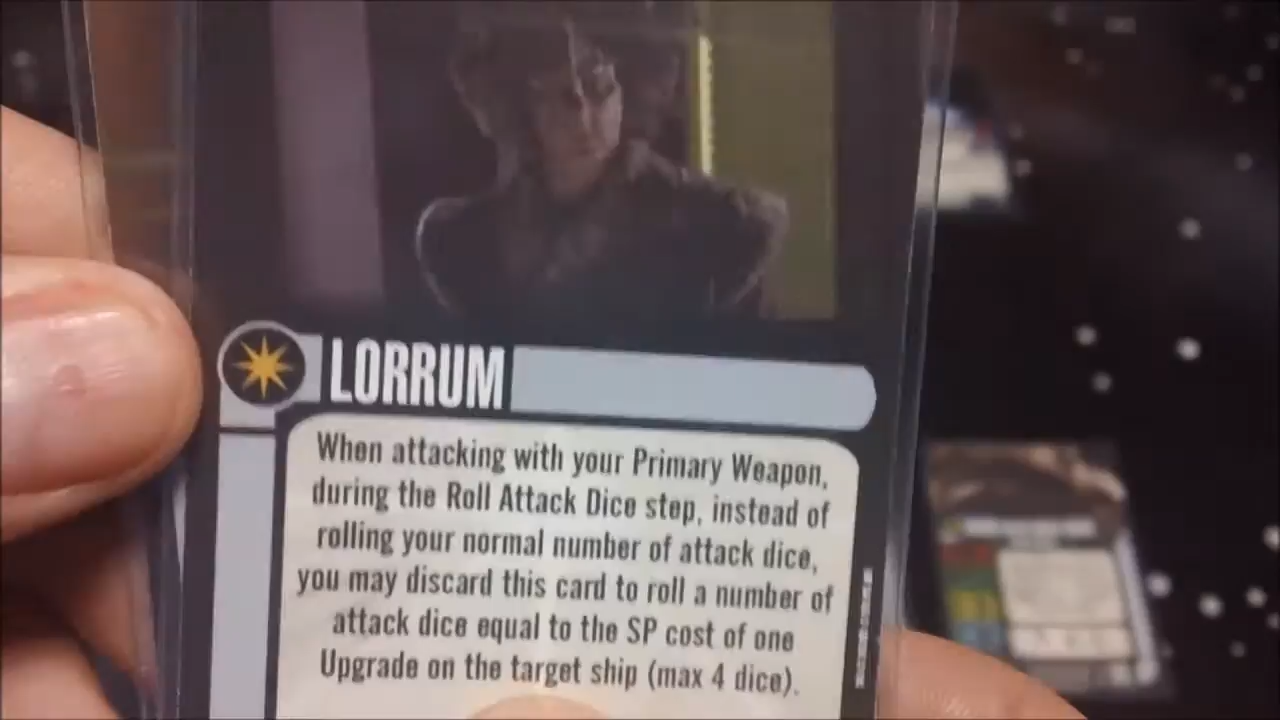 LORRUM
When attacking with your Primary Weapon,
during the Roll Attack Dice step, instead of
rolling your normal number of attack dice,
you may discard this card to roll a number of
attack dice equal to the SP cost of one
Upgrade on the target ship (max 4 dice).